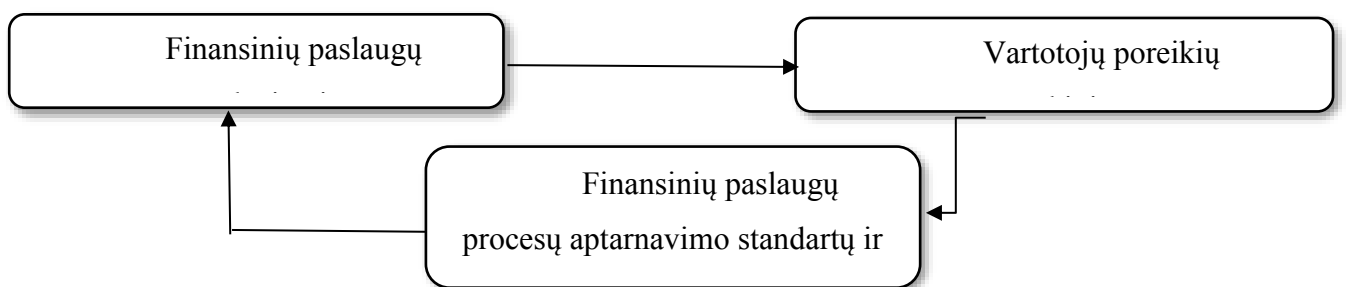 Finansinių paslaugų
Vartotojų poreikių
Finansinių paslaugų
procesų aptarnavimo standartų ir